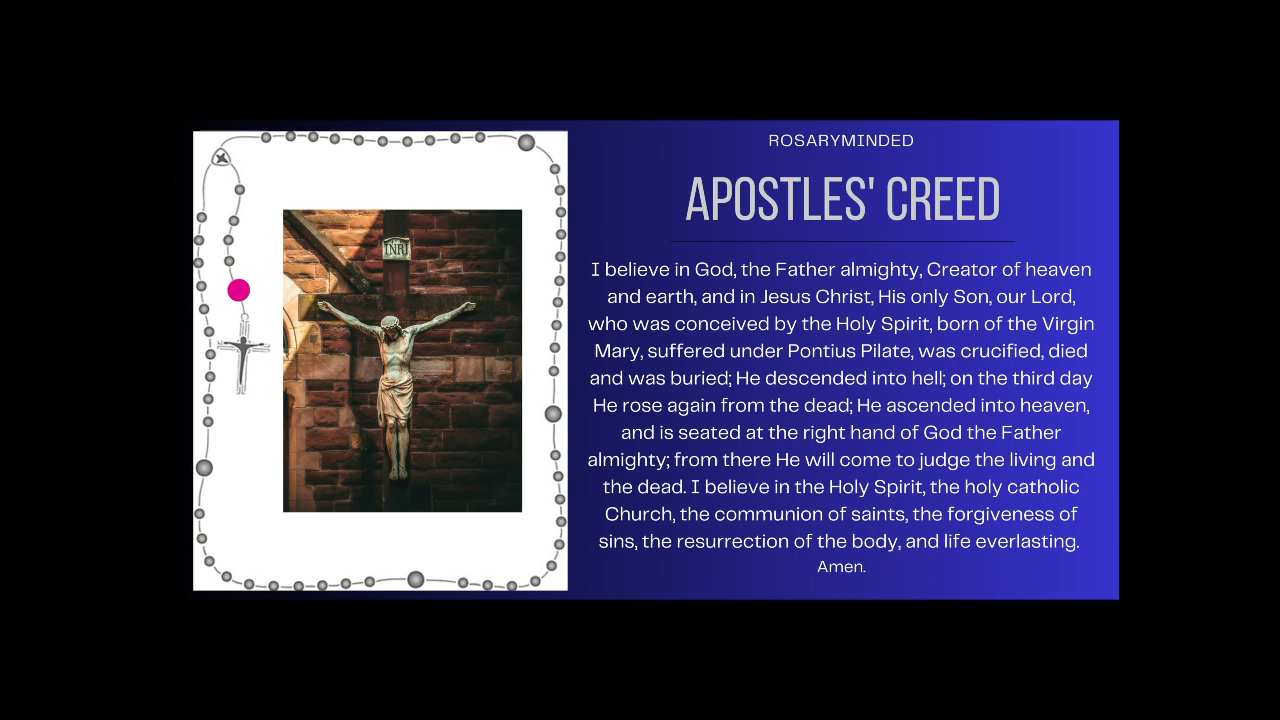 INRI
ROSARYMINDED
APOSTLES' CREED
I believe in God, the Father almighty, Creator of heaven
and earth, and in Jesus Christ, His only Son, our Lord,
who was conceived by the Holy Spirit, born of the Virgin
Mary, suffered under Pontius Pilate, was crucified, died
and was buried; He descended into hell; on the third day
He rose again from the dead; He ascended into heaven,
and is seated at the right hand of God the Father
almighty; from there He will come to judge the living and
the dead. I believe in the Holy Spirit, the holy catholic
Church, the communion of saints, the forgiveness of
sins, the resurrection of the body, and life everlasting.
Amen.